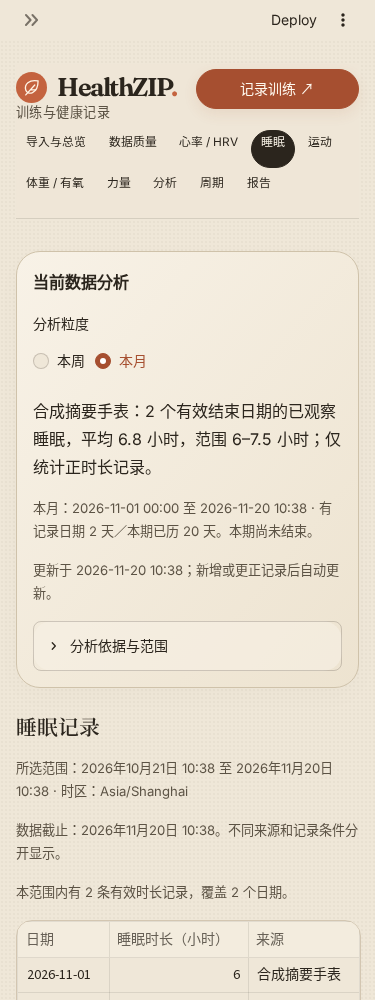 Deploy
HealthZIP.
记录训练 ↗
训练与健康记录
导入与总览 数据质量 心率 / HRV 睡眠 运动
体重 / 有氧 力量 分析 周期 报告
当前数据分析
分析粒度
本周 本月
合成摘要手表：2 个有效结束日期的已观察
睡眠，平均 6.8 小时，范围 6–7.5 小时；仅
统计正时长记录。
本月：2026-11-01 00:00 至 2026-11-20 10:38 · 有
记录日期 2 天／本期已历 20 天。本期尚未结束。
更新于 2026-11-20 10:38；新增或更正记录后自动更
新。
分析依据与范围
睡眠记录
所选范围：2026年10月21日 10:38 至 2026年11月20日
10:38 · 时区：Asia/Shanghai
数据截止：2026年11月20日 10:38。不同来源和记录条件分
开显示。
本范围内有 2 条有效时长记录，覆盖 2 个日期。
日期 睡眠时长（小时） 来源
2026-11-01 6 合成摘要手表